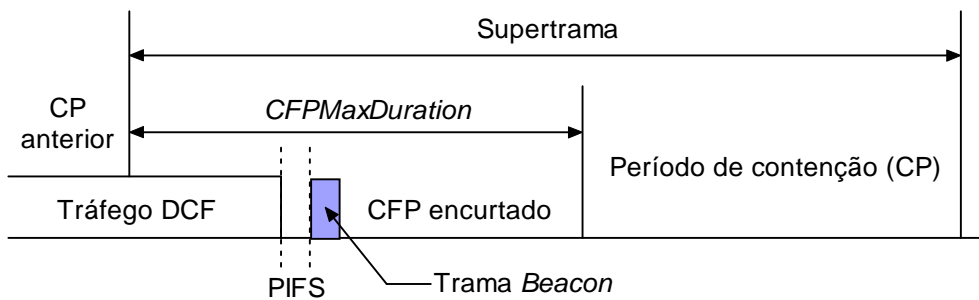 Supertrama
CP
anterior
CFPMaxDuration
Período de contenção (CP)
Tráfego DCF
CFP encurtado
PIFS
Trama Beacon